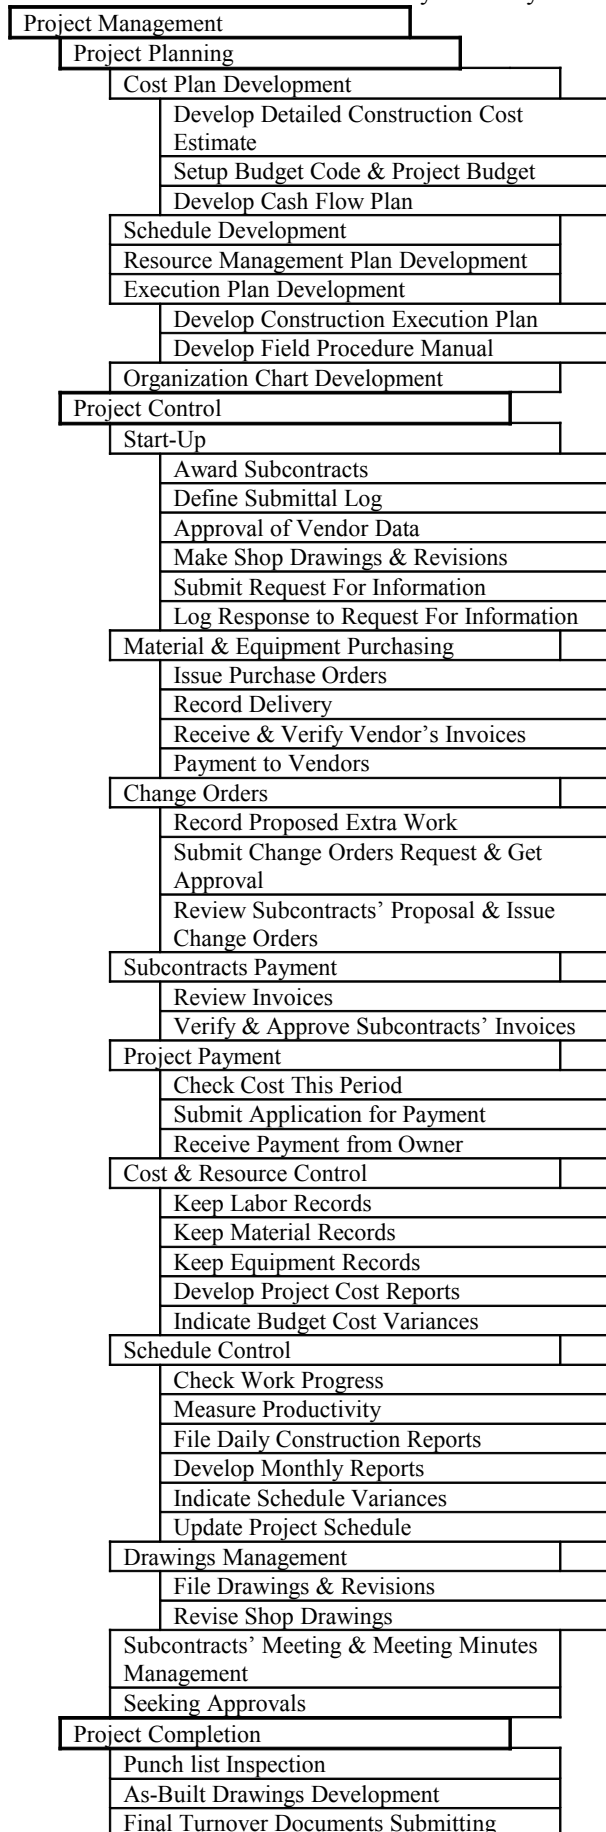 Project Management
Project Planning
Cost Plan Development
Develop Detailed Construction Cost
Estimate
Setup Budget Code & Project Budget
Develop Cash Flow Plan
Schedule Development
Resource Management Plan Development
Execution Plan Development
Develop Construction Execution Plan
Develop Field Procedure Manual
Organization Chart Development
Project Control
Start-Up
Award Subcontracts
Define Submittal Log
Approval of Vendor Data
Make Shop Drawings & Revisions
Submit Request For Information
Log Response to Request For Information
Material & Equipment Purchasing
Issue Purchase Orders
Record Delivery
Receive & Verify Vendor’s Invoices
Payment to Vendors
Change Orders
Record Proposed Extra Work
Submit Change Orders Request & Get
Approval
Review Subcontracts’ Proposal & Issue
Change Orders
Subcontracts Payment
Review Invoices
Verify & Approve Subcontracts’ Invoices
Project Payment
Check Cost This Period
Submit Application for Payment
Receive Payment from Owner
Cost & Resource Control
Keep Labor Records
Keep Material Records
Keep Equipment Records
Develop Project Cost Reports
Indicate Budget Cost Variances
Schedule Control
Check Work Progress
Measure Productivity
File Daily Construction Reports
Develop Monthly Reports
Indicate Schedule Variances
Update Project Schedule
Drawings Management
File Drawings & Revisions
Revise Shop Drawings
Subcontracts’ Meeting & Meeting Minutes
Management
Seeking Approvals
Project Completion
Punch list Inspection
As-Built Drawings Development
Final Turnover Documents Submitting